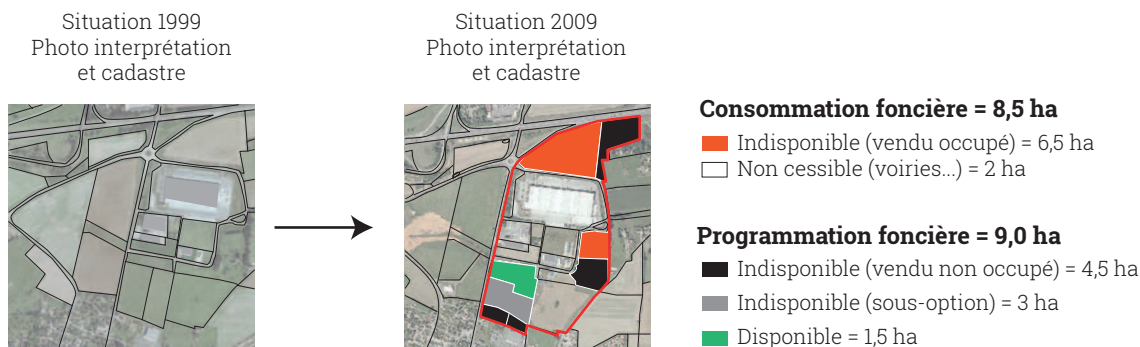 Situation 1999
Photo interprétation
et cadastre
Situation 2009
Photo interprétation
et cadastre
Consommation foncière = 8,5 ha
Indisponible (vendu occupé) = 6,5 ha
Non cessible (voiries...) = 2 ha
Programmation foncière = 9,0 ha
Indisponible (vendu non occupé) = 4,5 ha
Indisponible (sous-option) = 3 ha
Disponible = 1,5 ha